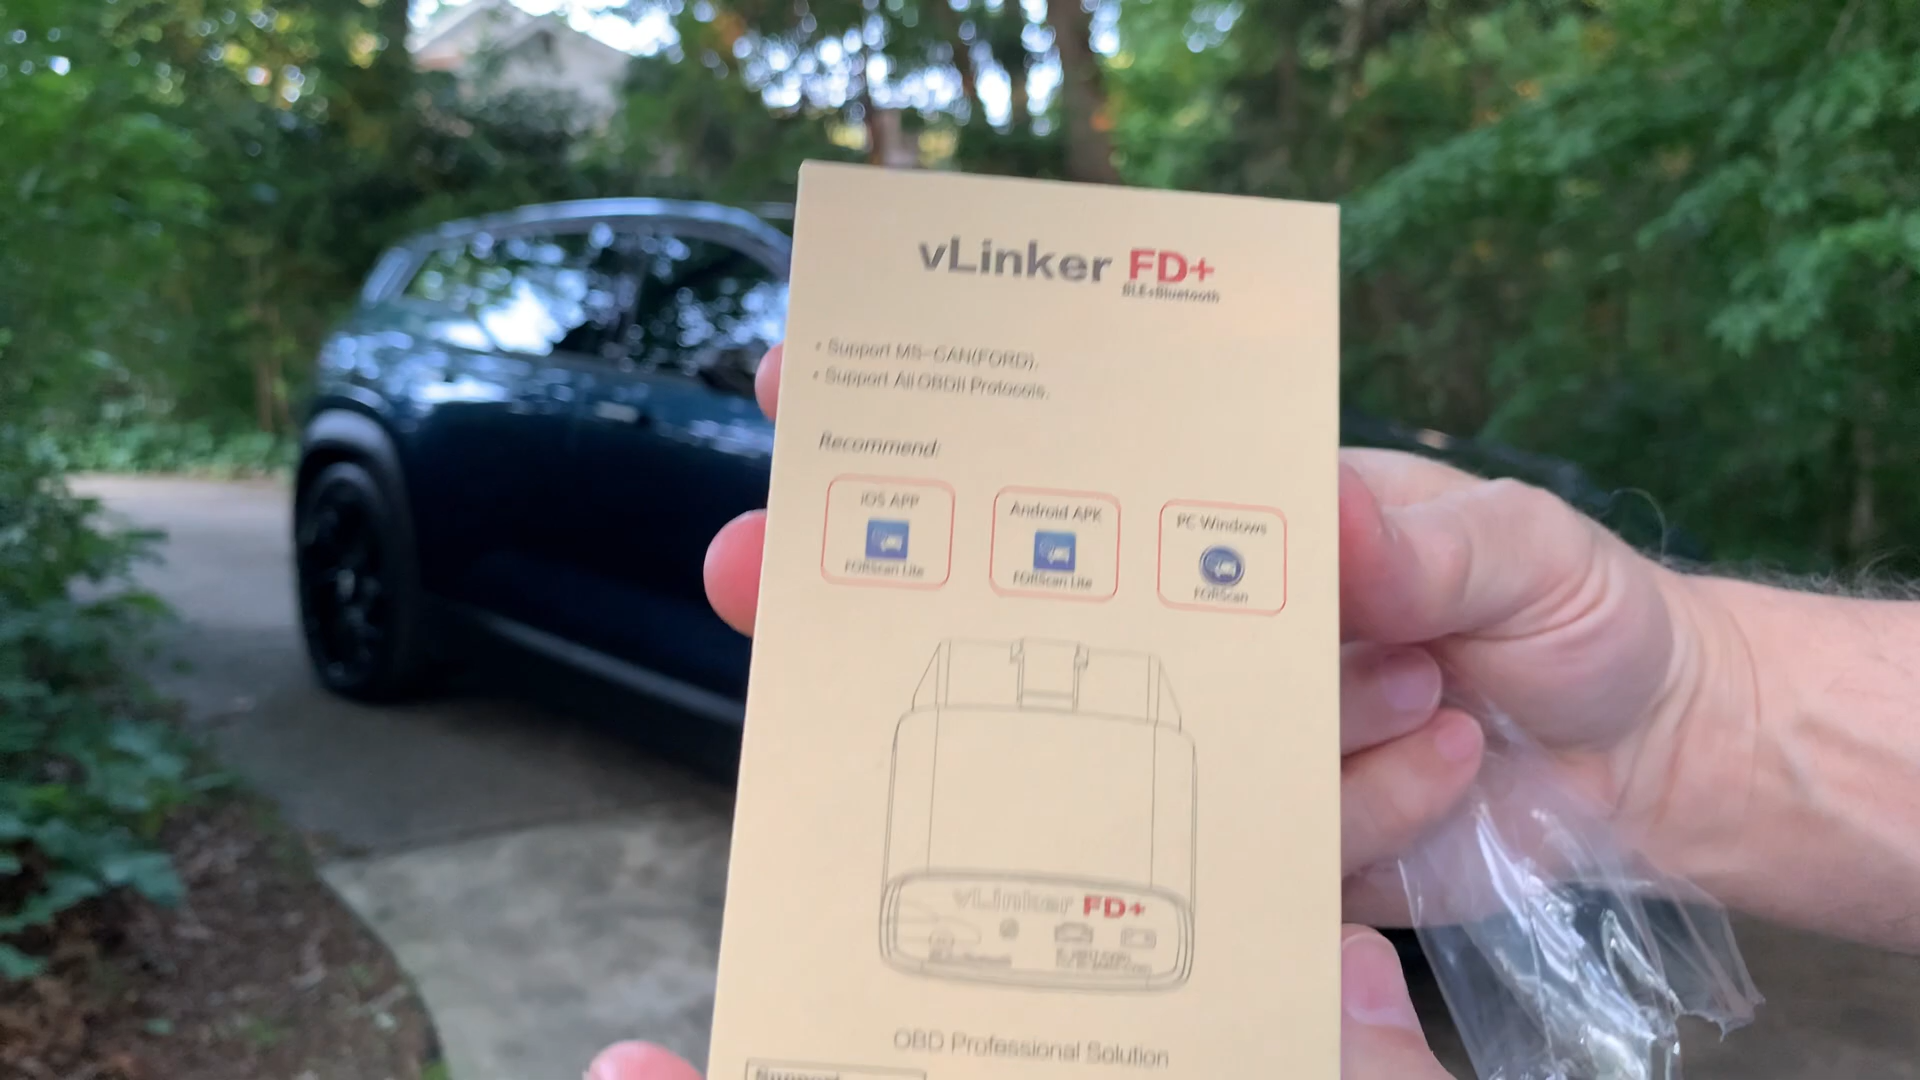 vLinker FD+
BLE+Bluetooth
• Support MS-CAN(FORD).
• Support All OBDII Protocols.
Recommend:
iOS APP
FORScan Lite
Android APK
FORScan Lite
PC Windows
FORScan
vLinker FD+
OBD Professional Solution
Support